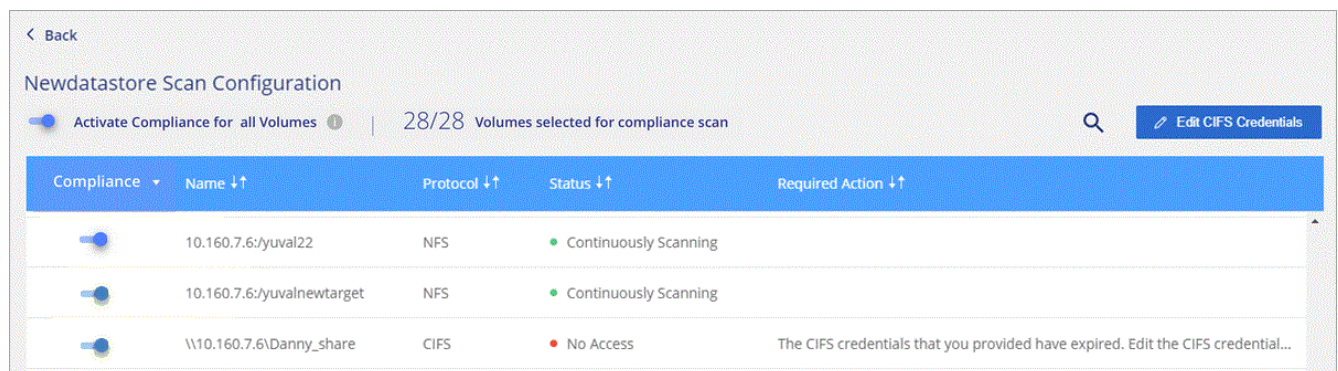 Back
Newdatastore Scan Configuration
Activate Compliance for all Volumes | 28/28 Volumes selected for compliance scan Edit CIFS Credentials
Compliance Name Protocol Status Required Action
10.160.7.6:/yuval22 NFS Continuously Scanning
10.160.7.6:/yuvalnewtarget NFS Continuously Scanning
\\10.160.7.6\Danny_share CIFS No Access The CIFS credentials that you provided have expired. Edit the CIFS credential...